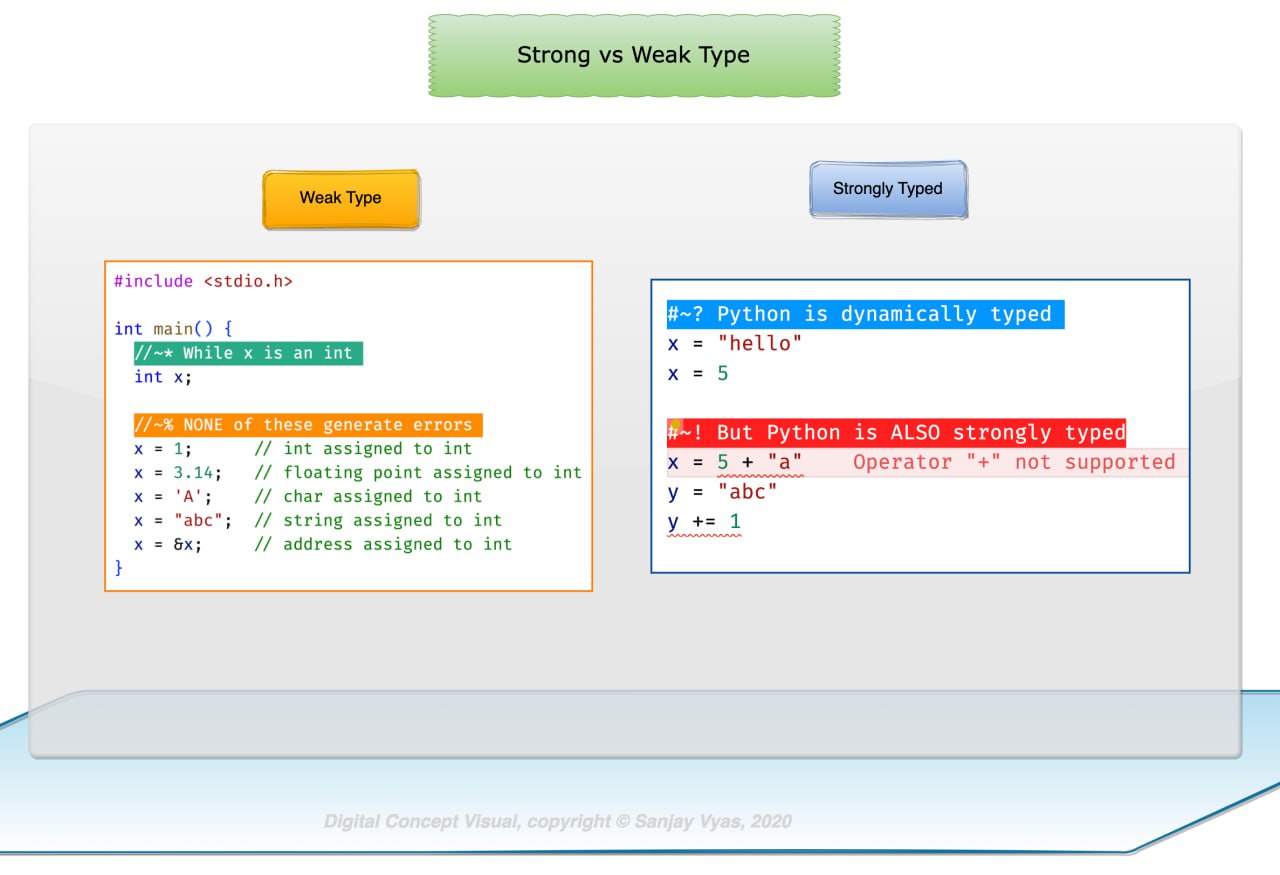 Strong vs Weak Type
Weak Type
#include <stdio.h>
int main() {
//~* While x is an int
int x;
//~% NONE of these generate errors
x = 1; // int assigned to int
x = 3.14; // floating point assigned to int
x = 'A'; // char assigned to int
x = "abc"; // string assigned to int
x = &x; // address assigned to int
}
Strongly Typed
#~? Python is dynamically typed
x = "hello"
x = 5
#~! But Python is ALSO strongly typed
x = 5 + "a" Operator "+" not supported
y = "abc"
y += 1
Digital Concept Visual, copyright © Sanjay Vyas, 2020